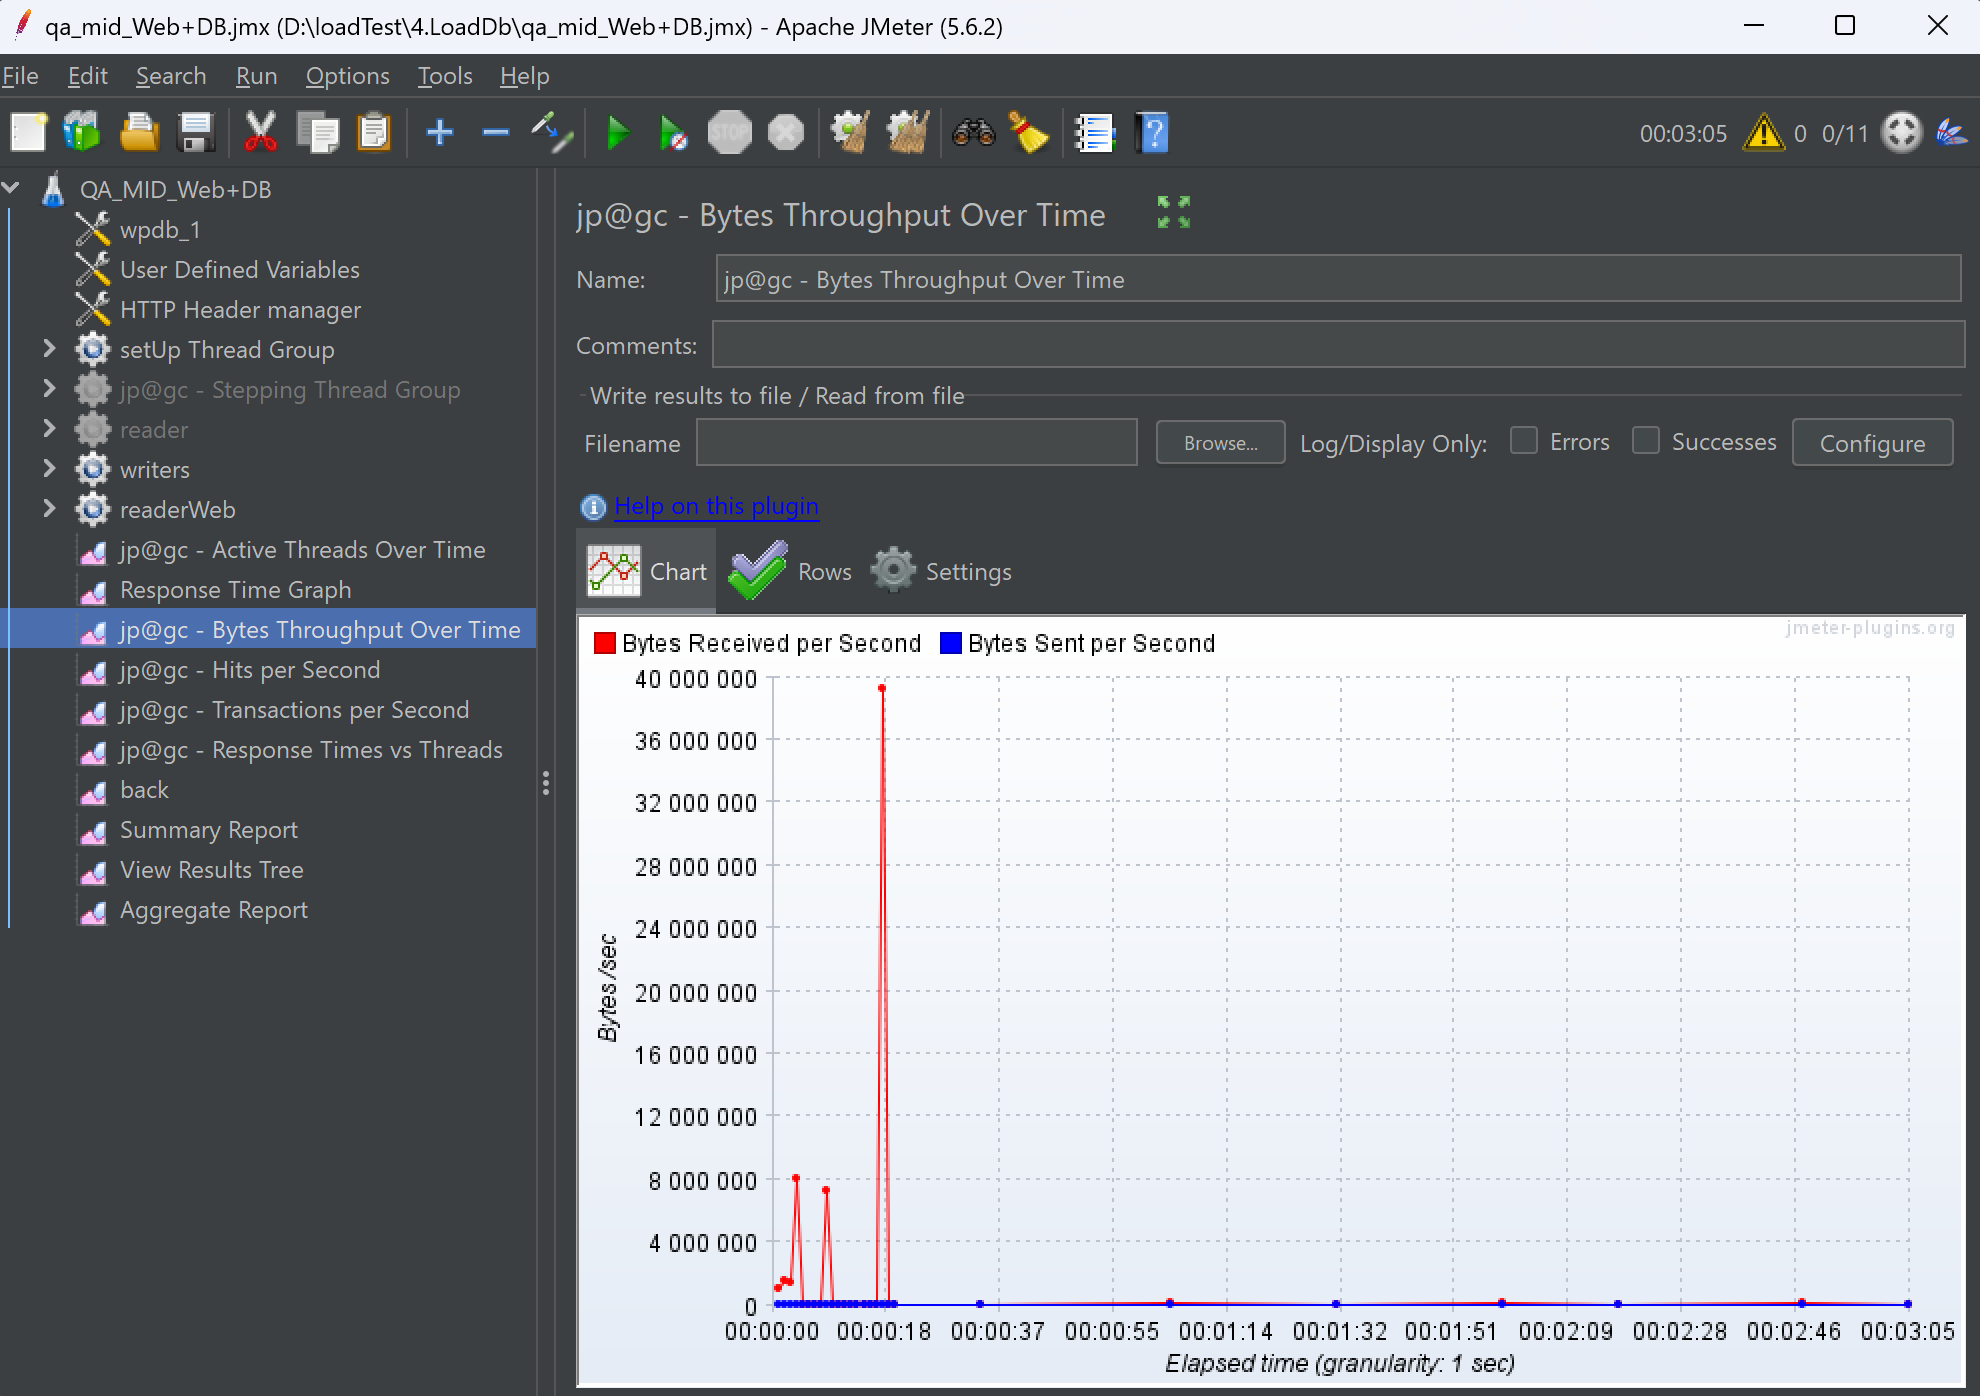 qa_mid_Web+DB.jmx (D:\loadTest\4.LoadDb\qa_mid_Web+DB.jmx) - Apache JMeter (5.6.2)
File Edit Search Run Options Tools Help
STOP
00:03:05 0 0/11
QA_MID_Web+DB
wpdb_1
User Defined Variables
HTTP Header manager
setUp Thread Group
jp@gc - Stepping Thread Group
reader
writers
readerWeb
jp@gc - Active Threads Over Time
Response Time Graph
jp@gc - Bytes Throughput Over Time
jp@gc - Hits per Second
jp@gc - Transactions per Second
jp@gc - Response Times vs Threads
back
Summary Report
View Results Tree
Aggregate Report
jp@gc - Bytes Throughput Over Time
Name: jp@gc - Bytes Throughput Over Time
Comments:
Write results to file / Read from file
Filename Browse... Log/Display Only: Errors Successes Configure
Help on this plugin
Chart Rows Settings
jmeter-plugins.org
Bytes Received per Second Bytes Sent per Second
40 000 000
36 000 000
32 000 000
28 000 000
24 000 000
20 000 000
16 000 000
12 000 000
8 000 000
4 000 000
0
Bytes /sec
00:00:00 00:00:18 00:00:37 00:00:55 00:01:14 00:01:32 00:01:51 00:02:09 00:02:28 00:02:46 00:03:05
Elapsed time (granularity: 1 sec)